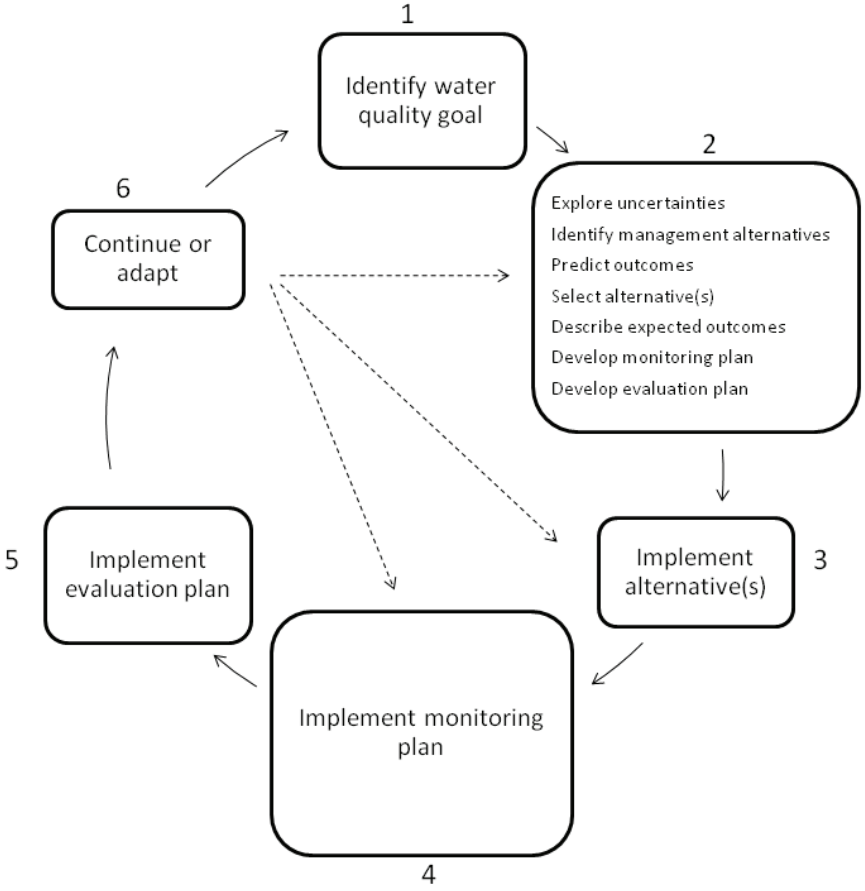 1
Identify water
quality goal
2
Explore uncertainties
Identify management alternatives
Predict outcomes
Select alternative(s)
Describe expected outcomes
Develop monitoring plan
Develop evaluation plan
3
Implement
alternative(s)
4
Implement monitoring
plan
5
Implement
evaluation plan
6
Continue or
adapt